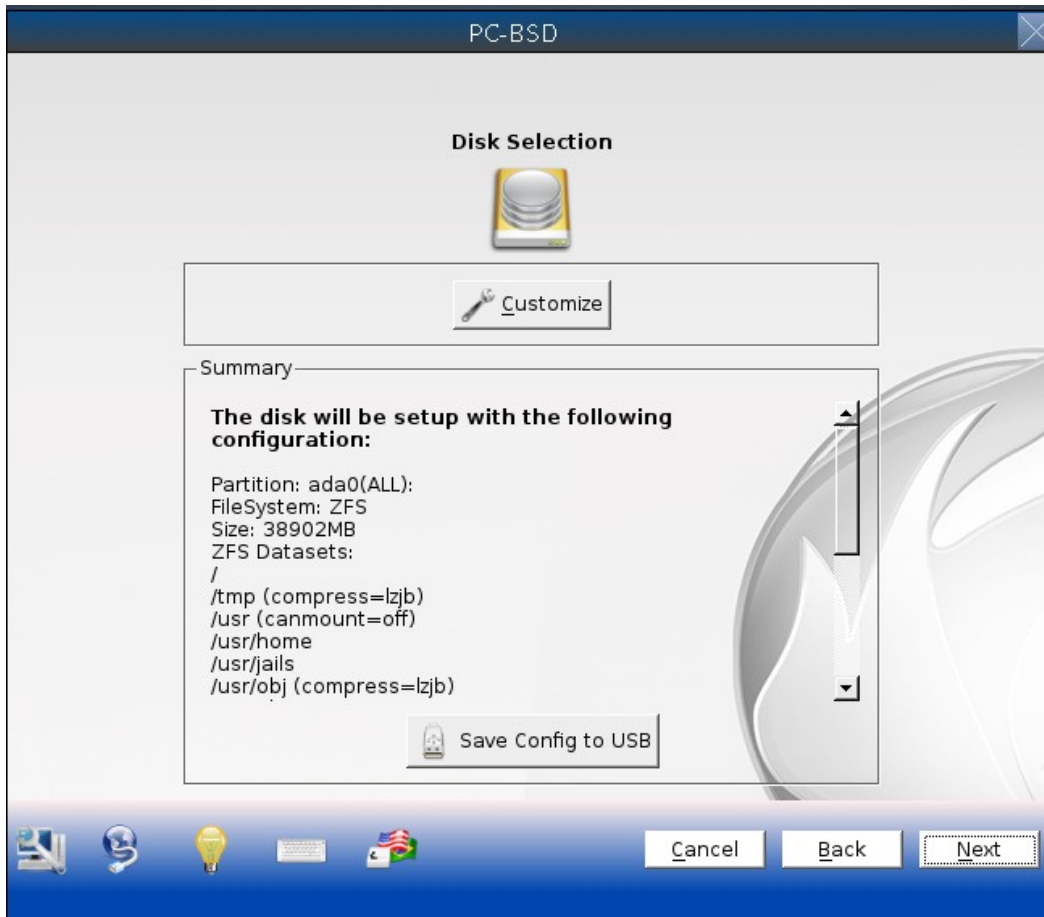 PC-BSD
Disk Selection
Customize
Summary
The disk will be setup with the following
configuration:
Partition: ada0(ALL):
FileSystem: ZFS
Size: 38902MB
ZFS Datasets:
/
/tmp (compress=lzjb)
/usr (canmount=off)
/usr/home
/usr/jails
/usr/obj (compress=lzjb)
Save Config to USB
Cancel
Back
Next